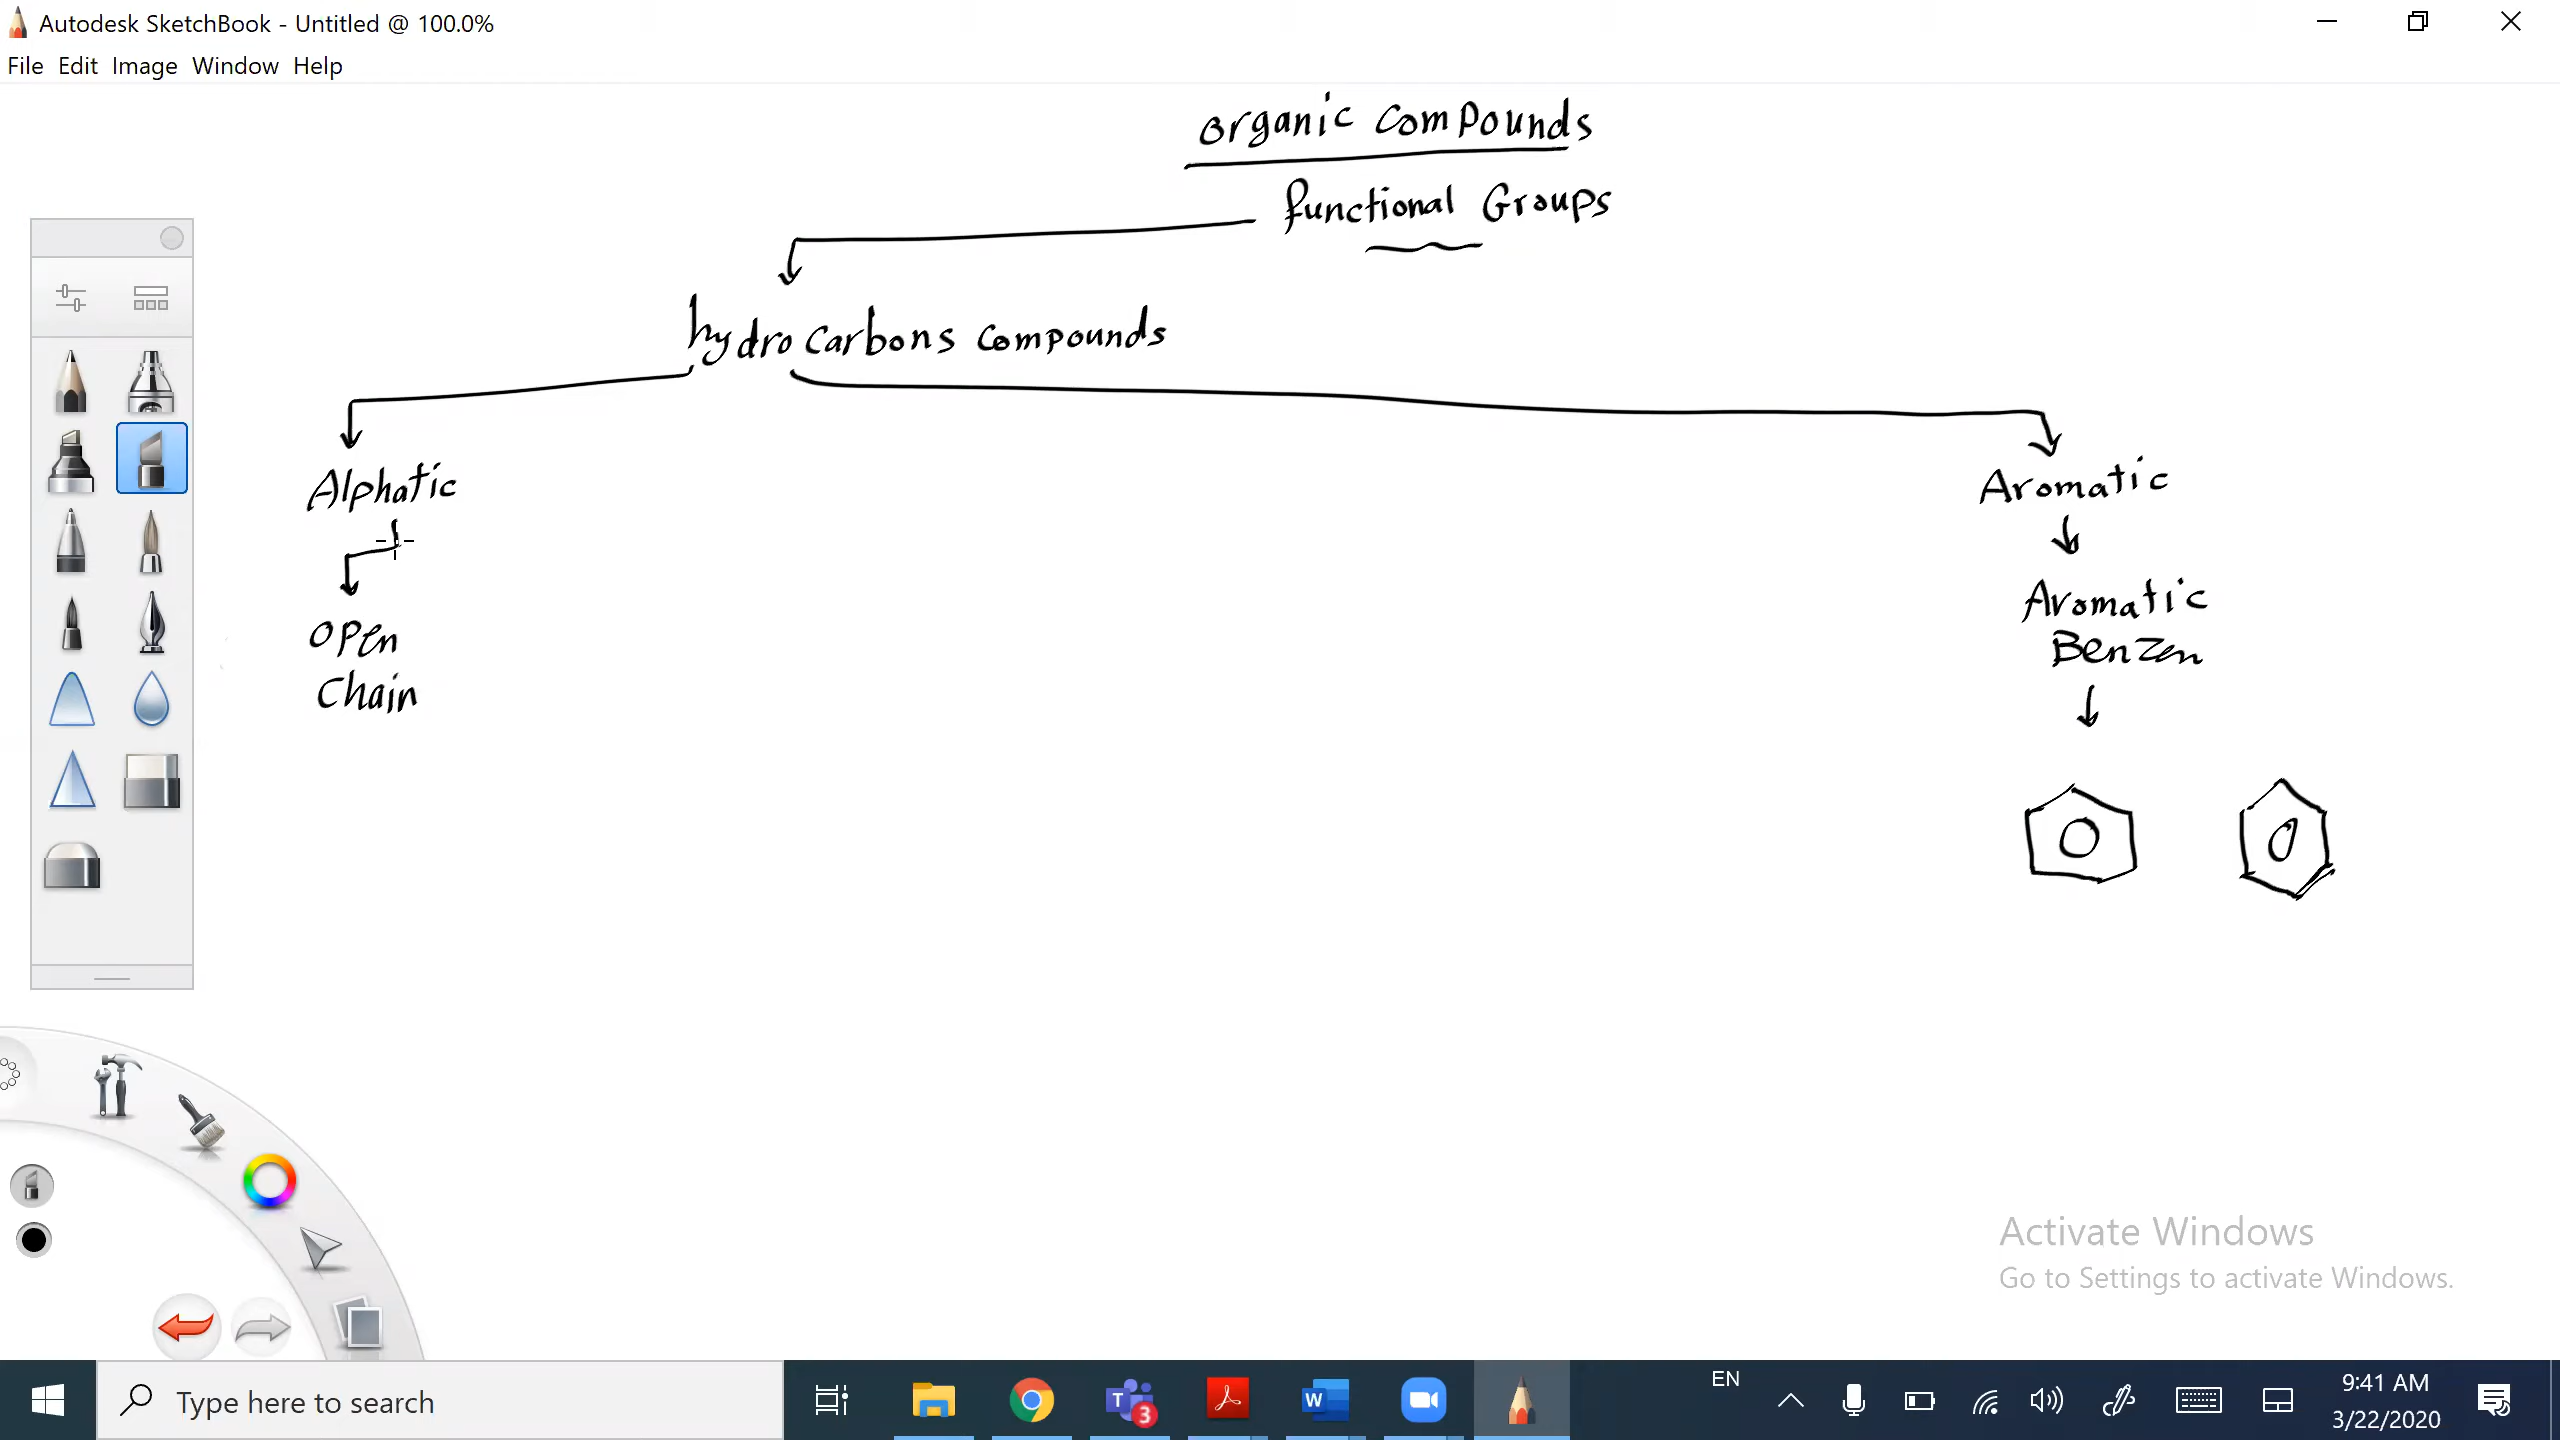 Autodesk SketchBook - Untitled @ 100.0%
File Edit Image Window Help
Organic Compounds
functional Groups
hydro Carbons Compounds
Alphatic
Aromatic
Open
Chain
Aromatic
Benzen
Activate Windows
Go to Settings to activate Windows.
Type here to search
T 3
W
EN
9:41 AM
3/22/2020